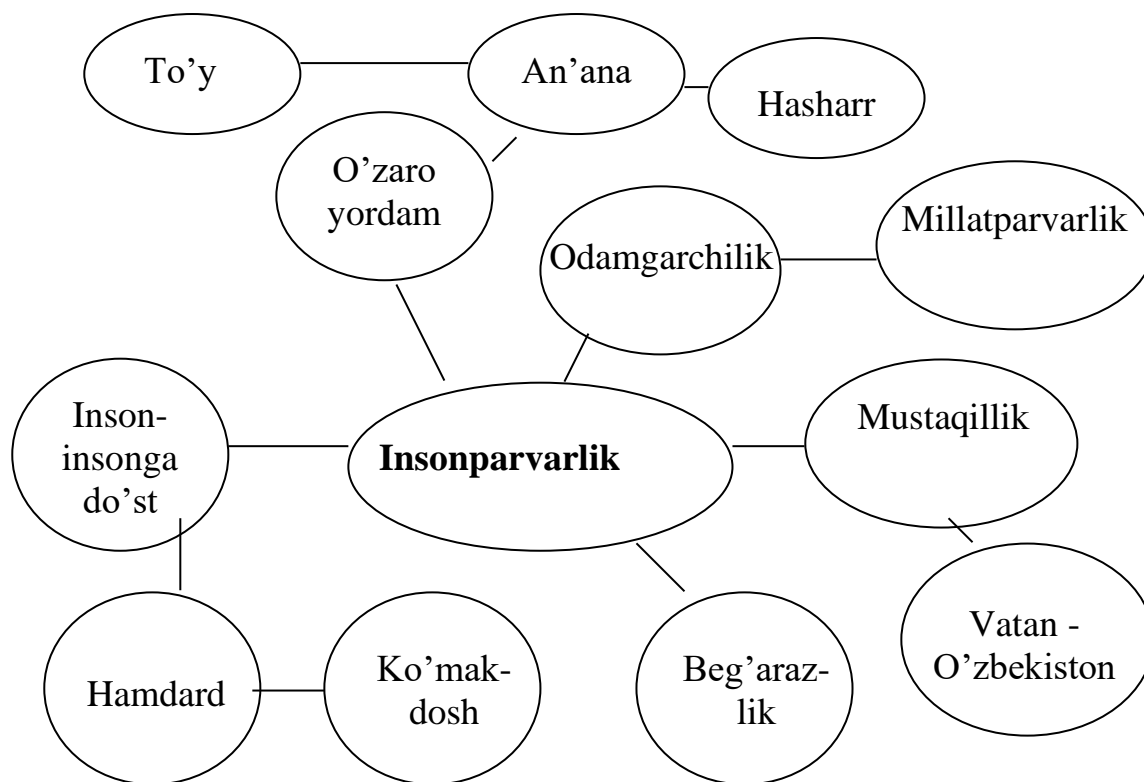 To’y
An’ana
Hasharr
O’zaro
yordam
Odamgarchilik
Millatparvarlik
Inson-
insonga
do’st
Insonparvarlik
Mustaqillik
Hamdard
Ko’mak-
dosh
Beg’araz-
lik
Vatan -
O’zbekiston